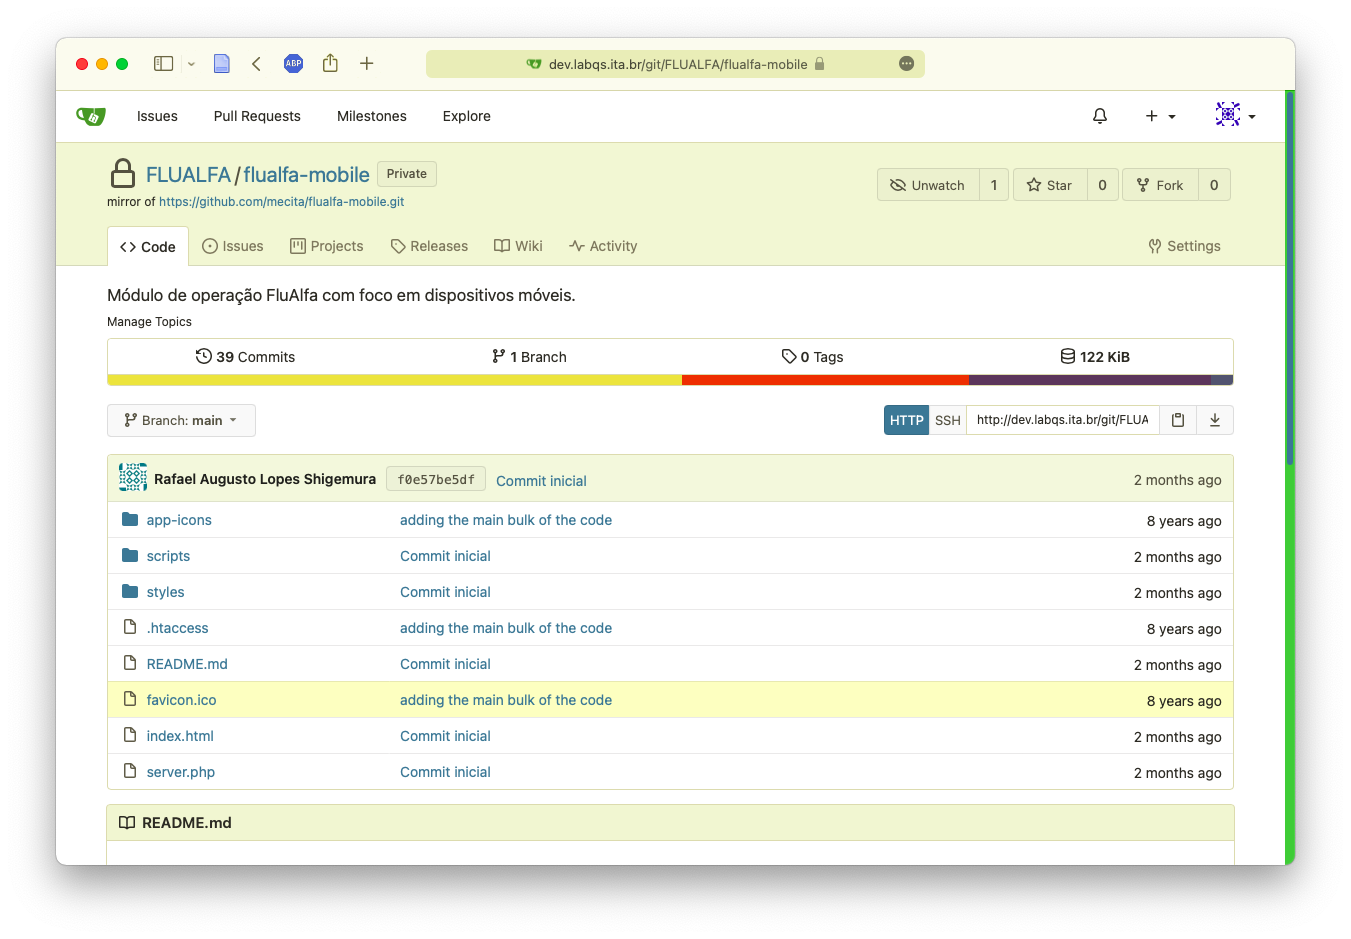 ABP
dev.labqs.ita.br/git/FLUALFA/flualfa-mobile
Issues Pull Requests Milestones Explore
FLUALFA/flualfa-mobile Private
Unwatch 1 Star 0 Fork 0
mirror of https://github.com/mecita/flualfa-mobile.git
Code Issues Projects Releases Wiki Activity Settings
Módulo de operação FluAlfa com foco em dispositivos móveis.
Manage Topics
39 Commits 1 Branch 0 Tags 122 KiB
Branch: main HTTP SSH http://dev.labqs.ita.br/git/FLUA
Rafael Augusto Lopes Shigemura f0e57be5df Commit inicial 2 months ago
app-icons adding the main bulk of the code 8 years ago
scripts Commit inicial 2 months ago
styles Commit inicial 2 months ago
.htaccess adding the main bulk of the code 8 years ago
README.md Commit inicial 2 months ago
favicon.ico adding the main bulk of the code 8 years ago
index.html Commit inicial 2 months ago
server.php Commit inicial 2 months ago
README.md